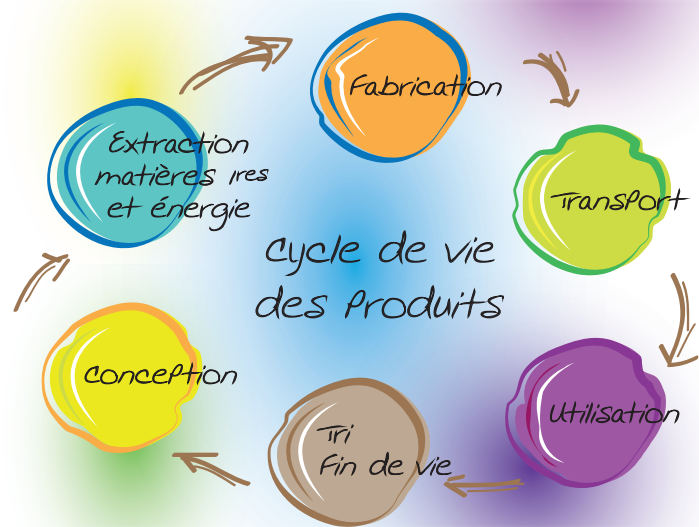 Fabrication
Extraction
matières 1res
et énergie
Transport
Cycle de vie
des Produits
Conception
Utilisation
Tri
Fin de vie